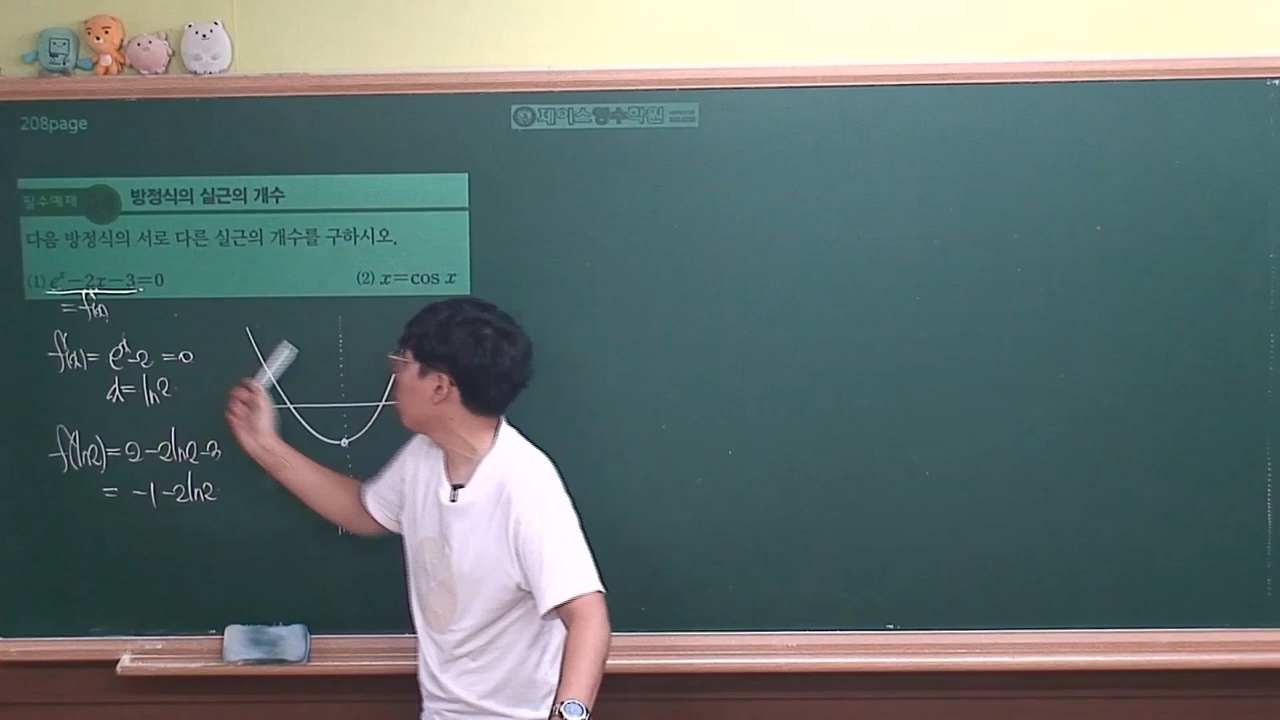 208page
제이스영수학원
필수예제
방정식의 실근의 개수
다음 방정식의 서로 다른 실근의 개수를 구하시오.
(1) eˣ−2x−3=0 (2) x=cos x
= f(x)
f'(x) = eˣ-2 = 0
x = ln2
f(ln2) = 2-2ln2-3
= -1-2ln2